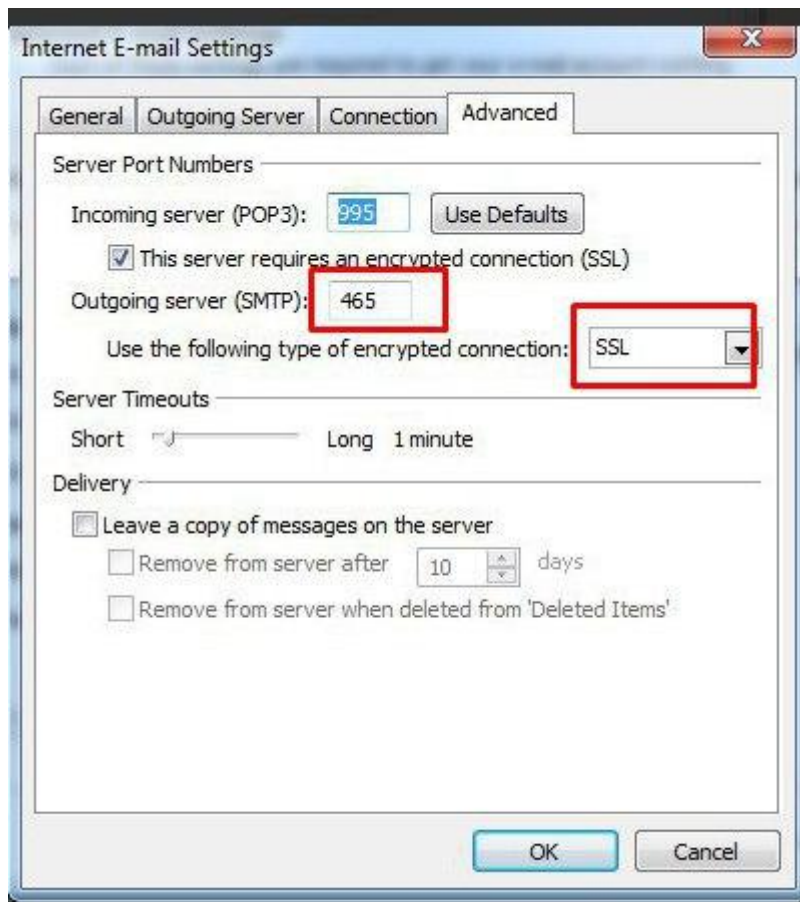 Internet E-mail Settings
General Outgoing Server Connection Advanced
Server Port Numbers
Incoming server (POP3): 995 Use Defaults
This server requires an encrypted connection (SSL)
Outgoing server (SMTP): 465
Use the following type of encrypted connection: SSL
Server Timeouts
Short Long 1 minute
Delivery
Leave a copy of messages on the server
Remove from server after 10 days
Remove from server when deleted from 'Deleted Items'
OK Cancel